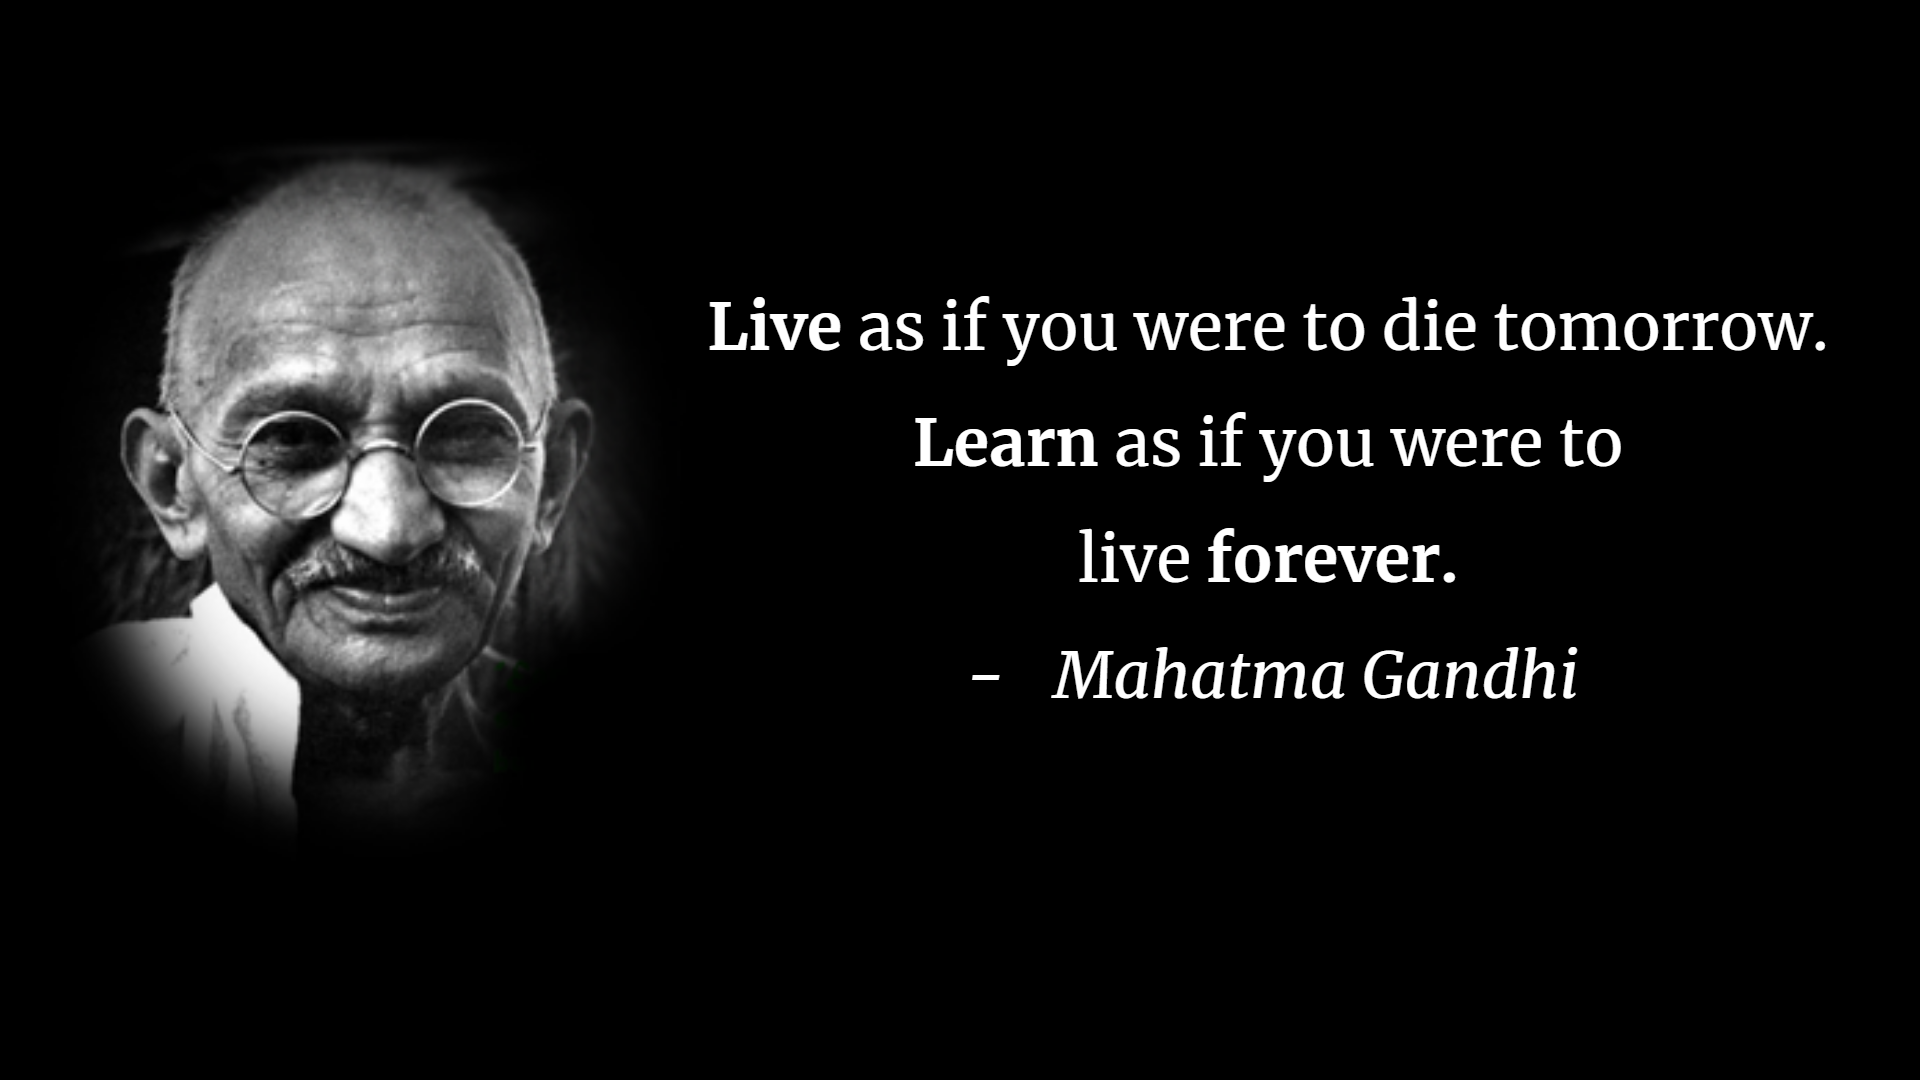 Live as if you were to die tomorrow.
Learn as if you were to
live forever.
- Mahatma Gandhi